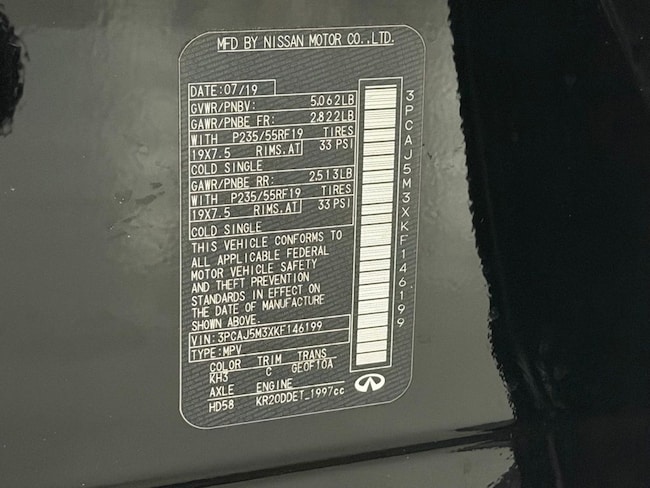 MFD BY NISSAN MOTOR CO.,LTD.
DATE:07/19
GVWR/PNBV: 5,062LB
GAWR/PNBE FR: 2,822LB
WITH P235/55RF19 TIRES
19X7.5 RIMS,AT 33 PSI
COLD SINGLE
GAWR/PNBE RR: 2,513LB
WITH P235/55RF19 TIRES
19X7.5 RIMS,AT 33 PSI
COLD SINGLE
THIS VEHICLE CONFORMS TO
ALL APPLICABLE FEDERAL
MOTOR VEHICLE SAFETY
AND THEFT PREVENTION
STANDARDS IN EFFECT ON
THE DATE OF MANUFACTURE
SHOWN ABOVE.
VIN:3PCAJ5M3XKF146199
TYPE:MPV
COLOR TRIM TRANS
KH3 C GE0F10A
AXLE ENGINE
HD58 KR20DDET_1997cc
3PCAJ5M3XKF146199